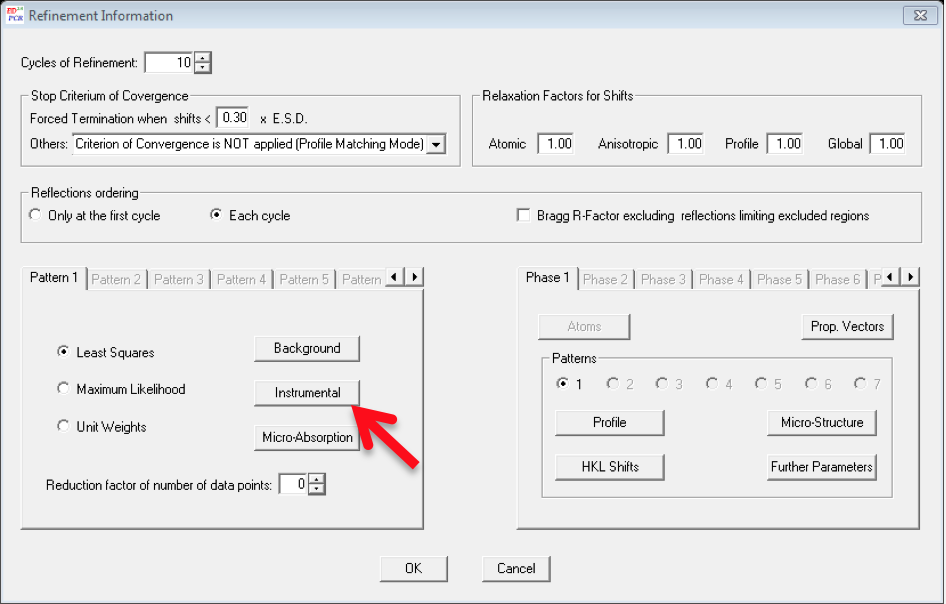 ED PCR Refinement Information
Cycles of Refinement: 10
Stop Criterium of Covergence
Forced Termination when shifts < 0.30 x E.S.D.
Others: Criterion of Convergence is NOT applied (Profile Matching Mode)
Relaxation Factors for Shifts
Atomic 1.00 Anisotropic 1.00 Profile 1.00 Global 1.00
Reflections ordering
Only at the first cycle Each cycle Bragg R-Factor excluding reflections limiting excluded regions
Pattern 1 Pattern 2 Pattern 3 Pattern 4 Pattern 5 Pattern
Least Squares
Maximum Likelihood
Unit Weights
Background
Instrumental
Micro-Absorption
Reduction factor of number of data points: 0
Phase 1 Phase 2 Phase 3 Phase 4 Phase 5 Phase 6 P
Atoms Prop. Vectors
Patterns
1 2 3 4 5 6 7
Profile Micro-Structure
HKL Shifts Further Parameters
OK Cancel